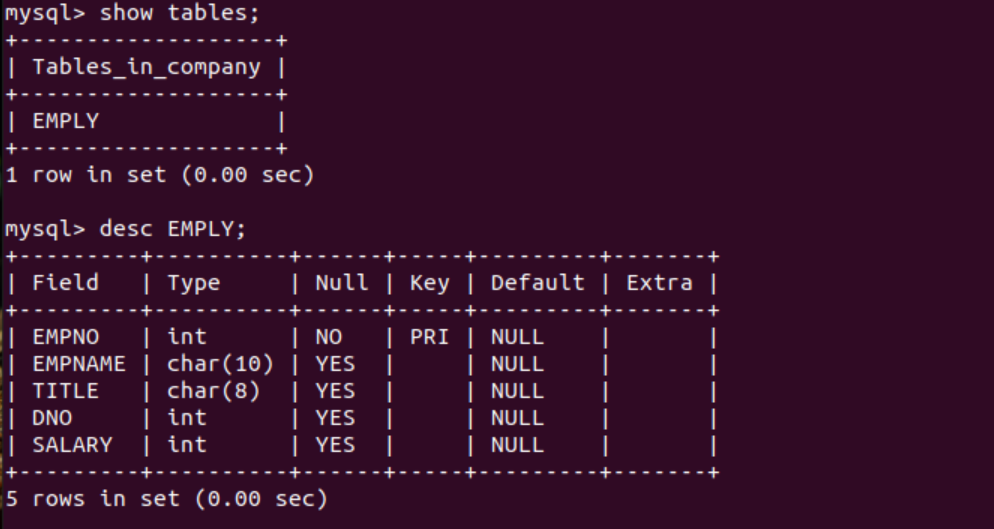 mysql> show tables;
+-------------------+
| Tables_in_company |
+-------------------+
| EMPLY             |
+-------------------+
1 row in set (0.00 sec)

mysql> desc EMPLY;
+---------+----------+------+-----+---------+-------+
| Field   | Type     | Null | Key | Default | Extra |
+---------+----------+------+-----+---------+-------+
| EMPNO   | int      | NO   | PRI | NULL    |       |
| EMPNAME | char(10) | YES  |     | NULL    |       |
| TITLE   | char(8)  | YES  |     | NULL    |       |
| DNO     | int      | YES  |     | NULL    |       |
| SALARY  | int      | YES  |     | NULL    |       |
+---------+----------+------+-----+---------+-------+
5 rows in set (0.00 sec)